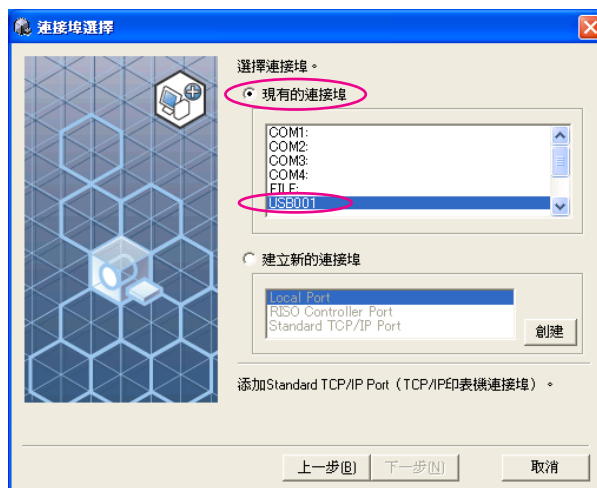 連接埠選擇
選擇連接埠。
現有的連接埠
COM1:
COM2:
COM3:
COM4:
FILE:
USB001
建立新的連接埠
Local Port
RISO Controller Port
Standard TCP/IP Port
創建
添加Standard TCP/IP Port（TCP/IP印表機連接埠）。
上一步(B)
下一步(N)
取消